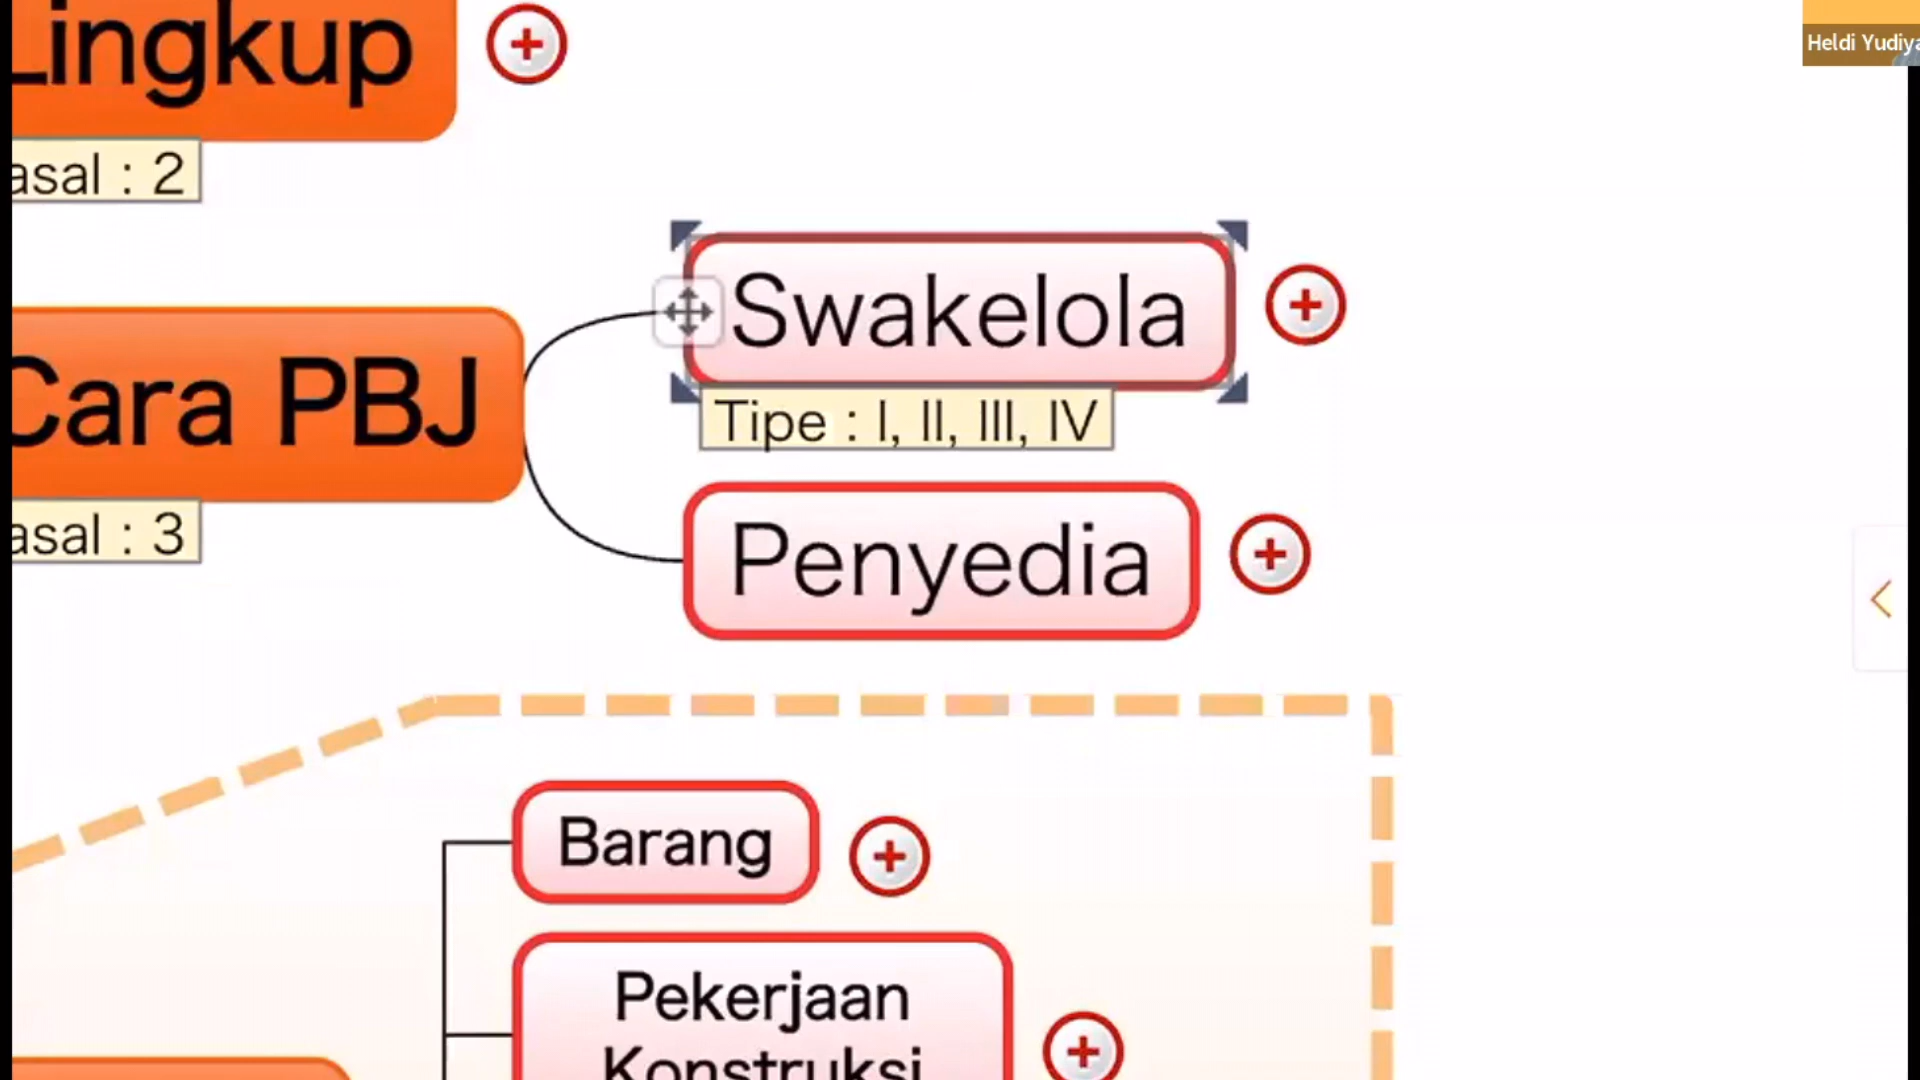 Lingkup
Heldi Yudiya
asal : 2
Swakelola
Tipe : I, II, III, IV
Cara PBJ
asal : 3
Penyedia
Barang
Pekerjaan
Konstruksi